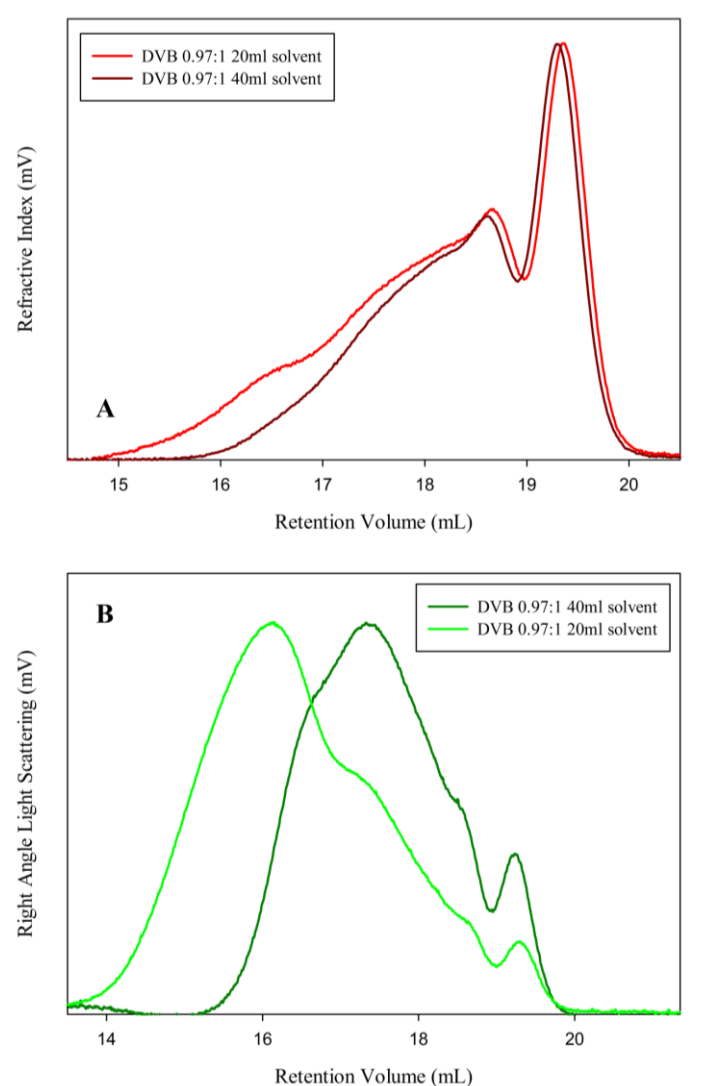 DVB 0.97:1 20ml solvent
DVB 0.97:1 40ml solvent
Refractive Index (mV)
A
15 16 17 18 19 20
Retention Volume (mL)
B
DVB 0.97:1 40ml solvent
DVB 0.97:1 20ml solvent
Right Angle Light Scattering (mV)
14 16 18 20
Retention Volume (mL)